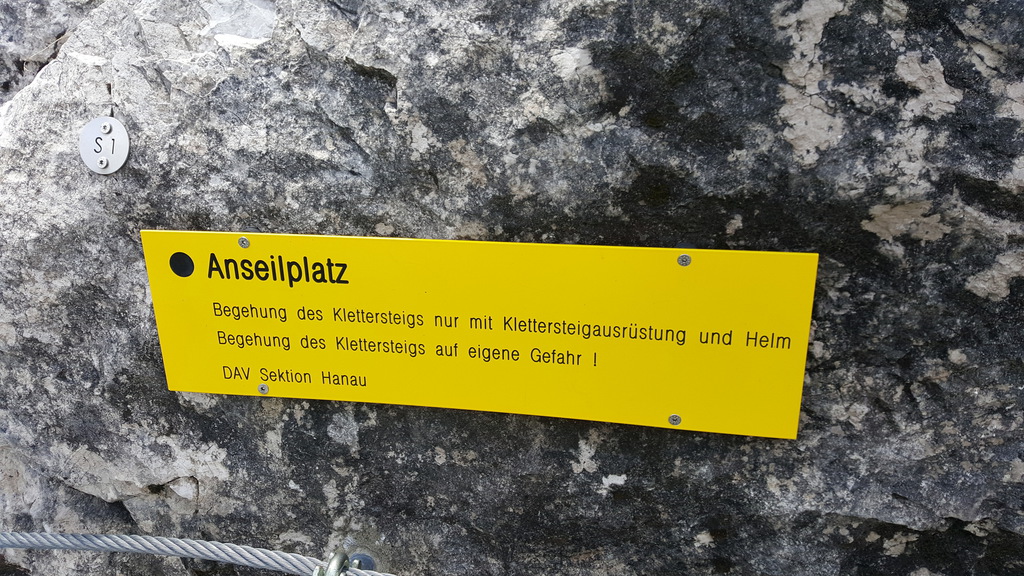 S1
Anseilplatz
Begehung des Klettersteigs nur mit Klettersteigausrüstung und Helm
Begehung des Klettersteigs auf eigene Gefahr !
DAV Sektion Hanau